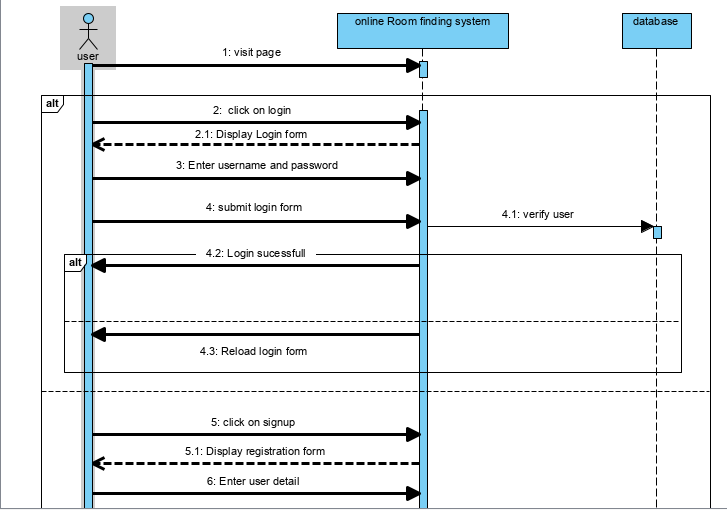 user
online Room finding system
database
1: visit page
alt
2: click on login
2.1: Display Login form
3: Enter username and password
4: submit login form
4.1: verify user
alt
4.2: Login sucessfull
4.3: Reload login form
5: click on signup
5.1: Display registration form
6: Enter user detail